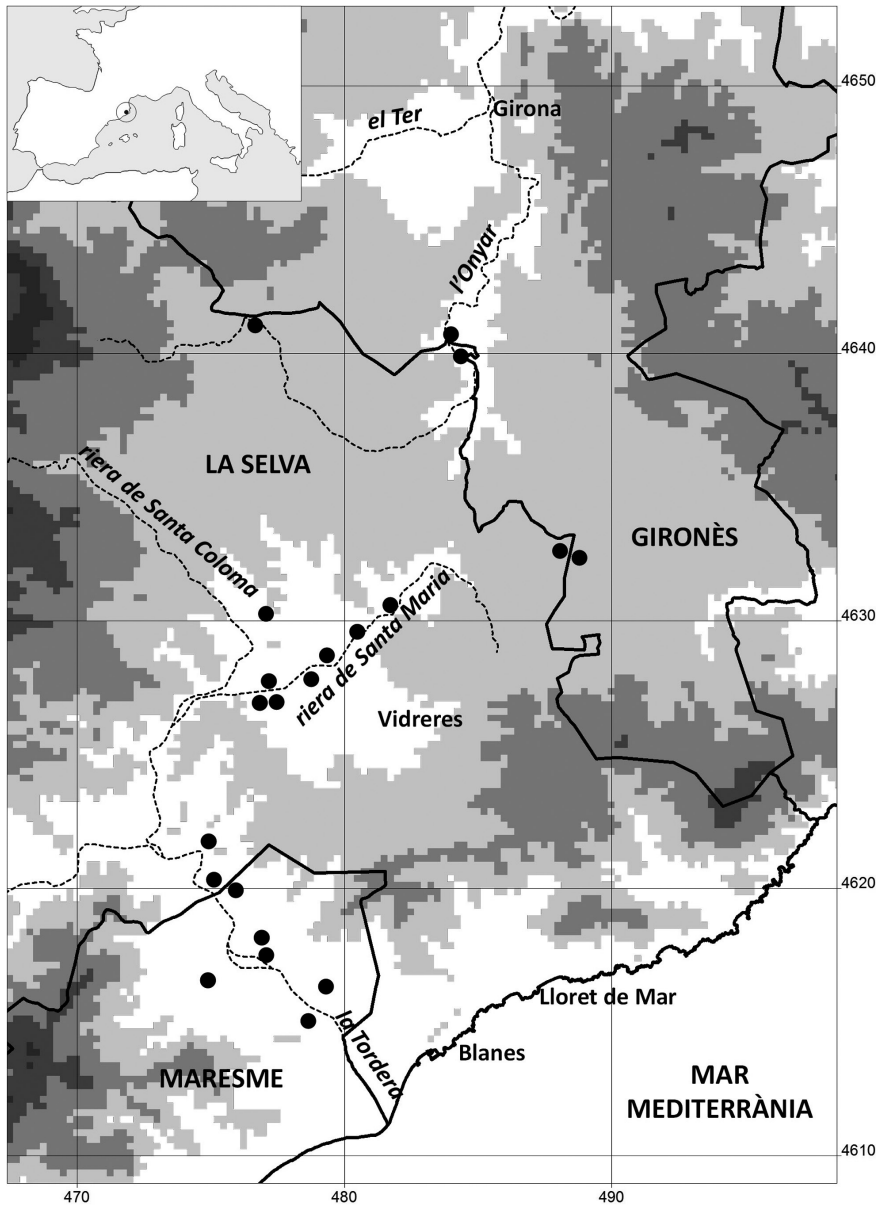 4650
el Ter
Girona
l'Onyar
4640
LA SELVA
riera de Santa Coloma
GIRONÈS
4630
riera de Santa Maria
Vidreres
4620
Lloret de Mar
la Tordera
Blanes
MARESME
MAR
MEDITERRÀNIA
4610
470
480
490